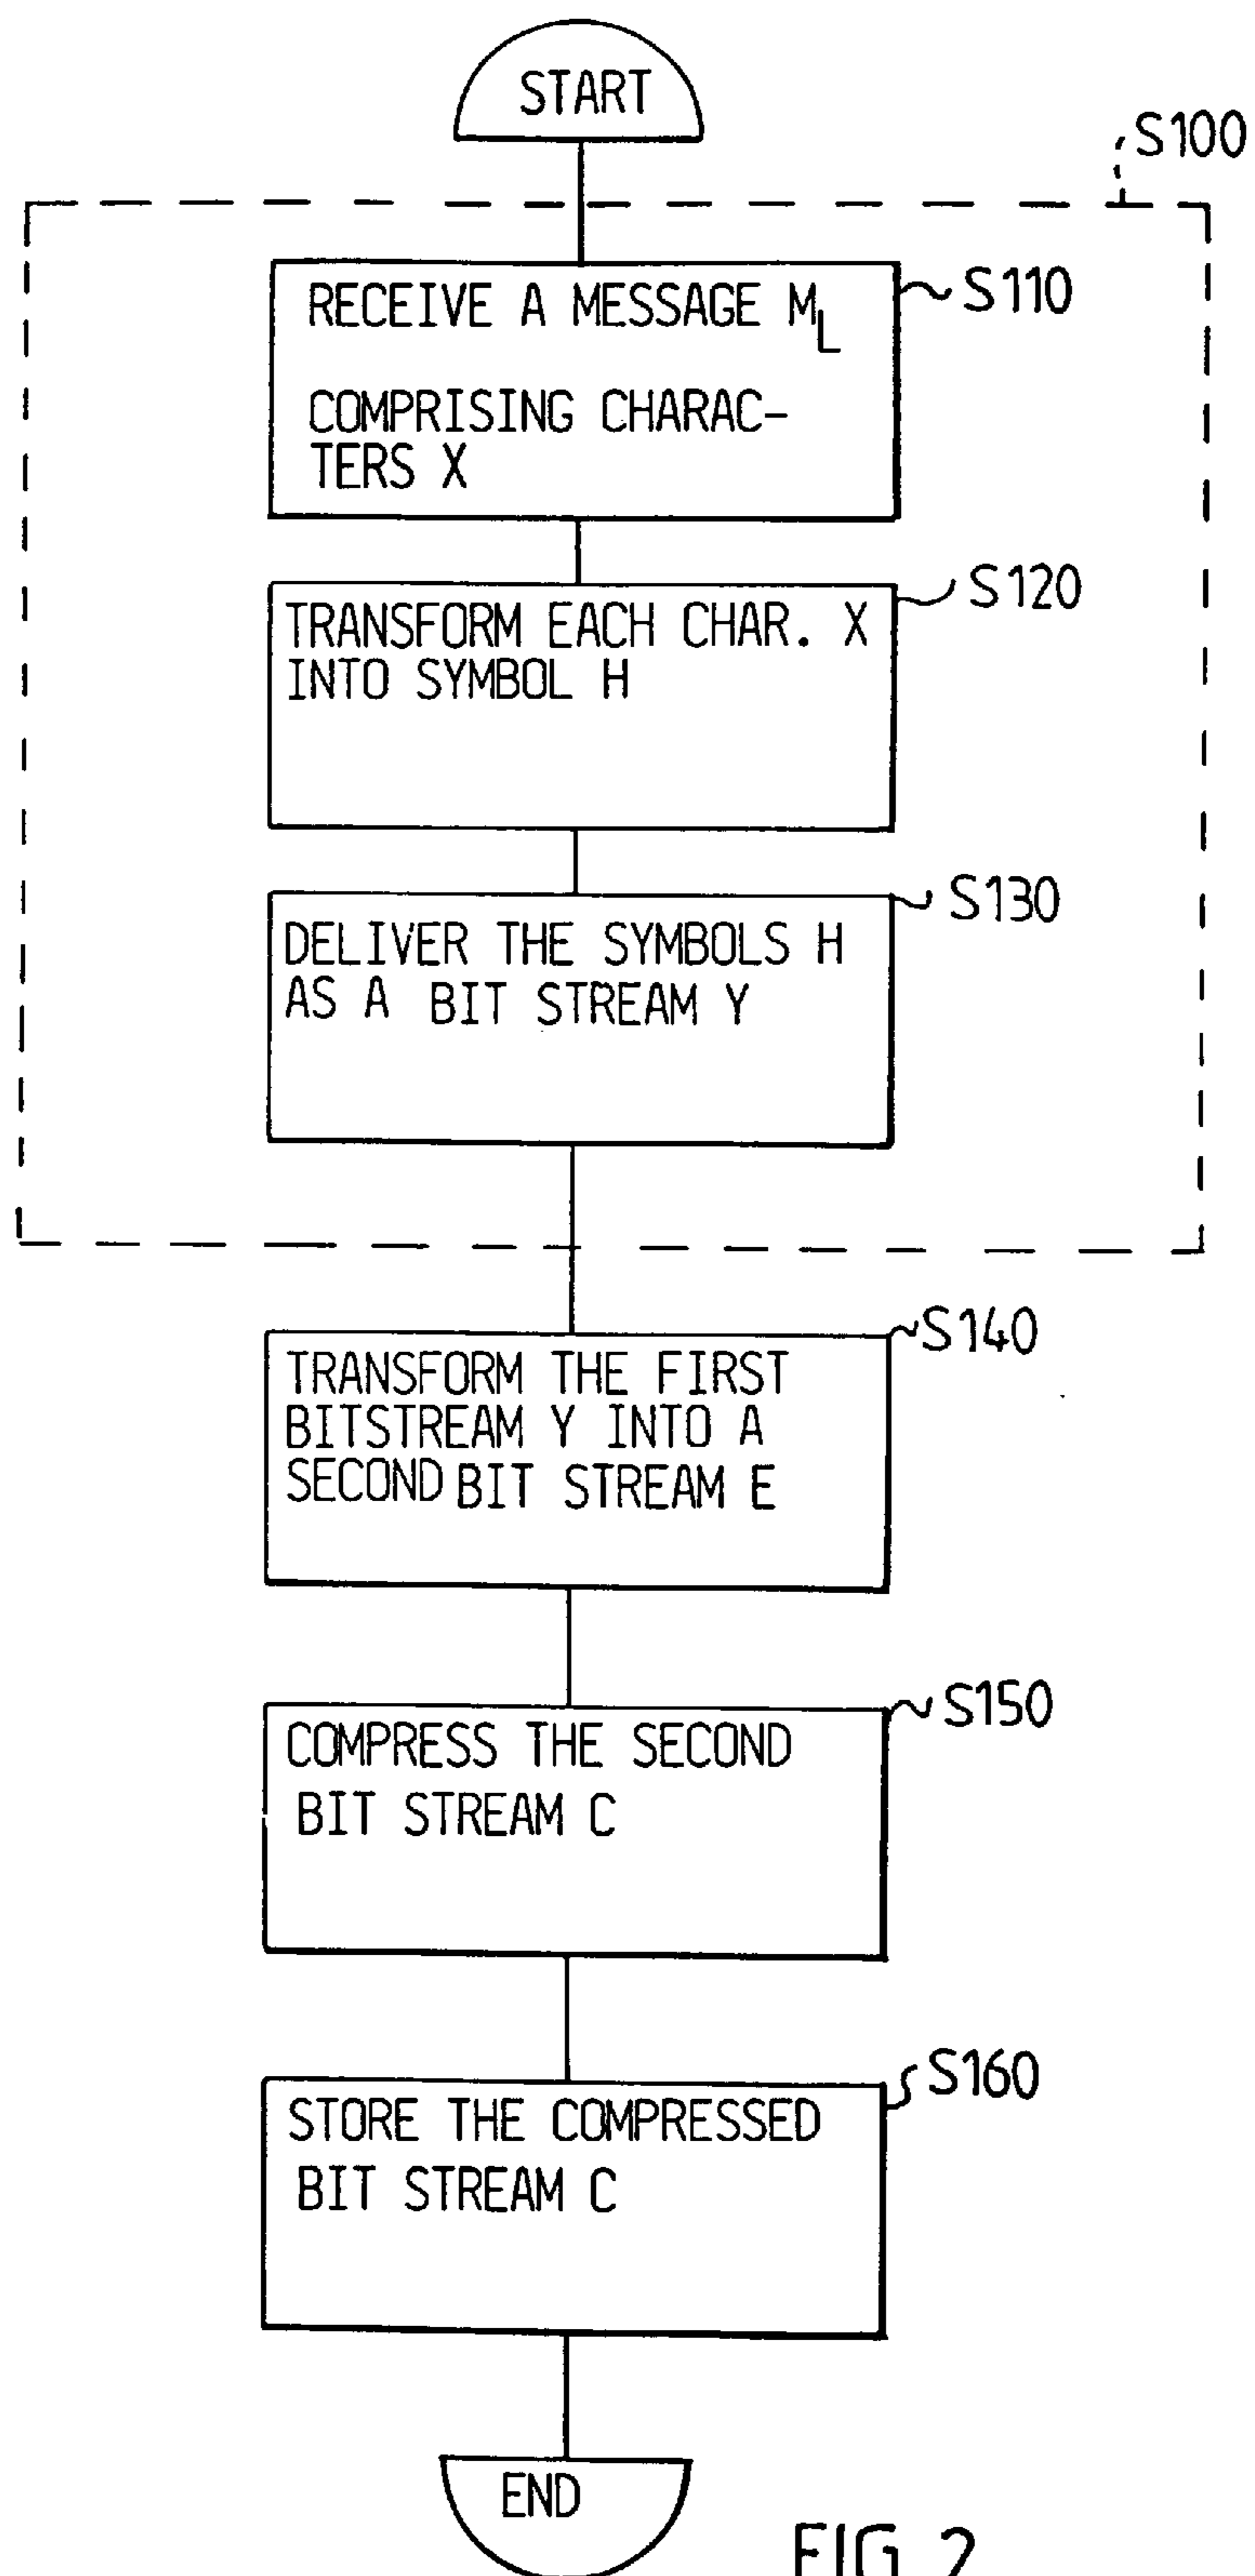 START
S100
RECEIVE A MESSAGE ML
COMPRISING CHARAC-
TERS X
S110
TRANSFORM EACH CHAR. X
INTO SYMBOL H
S120
DELIVER THE SYMBOLS H
AS A BIT STREAM Y
S130
TRANSFORM THE FIRST
BITSTREAM Y INTO A
SECOND BIT STREAM E
S140
COMPRESS THE SECOND
BIT STREAM C
S150
STORE THE COMPRESSED
BIT STREAM C
S160
END
FIG 2